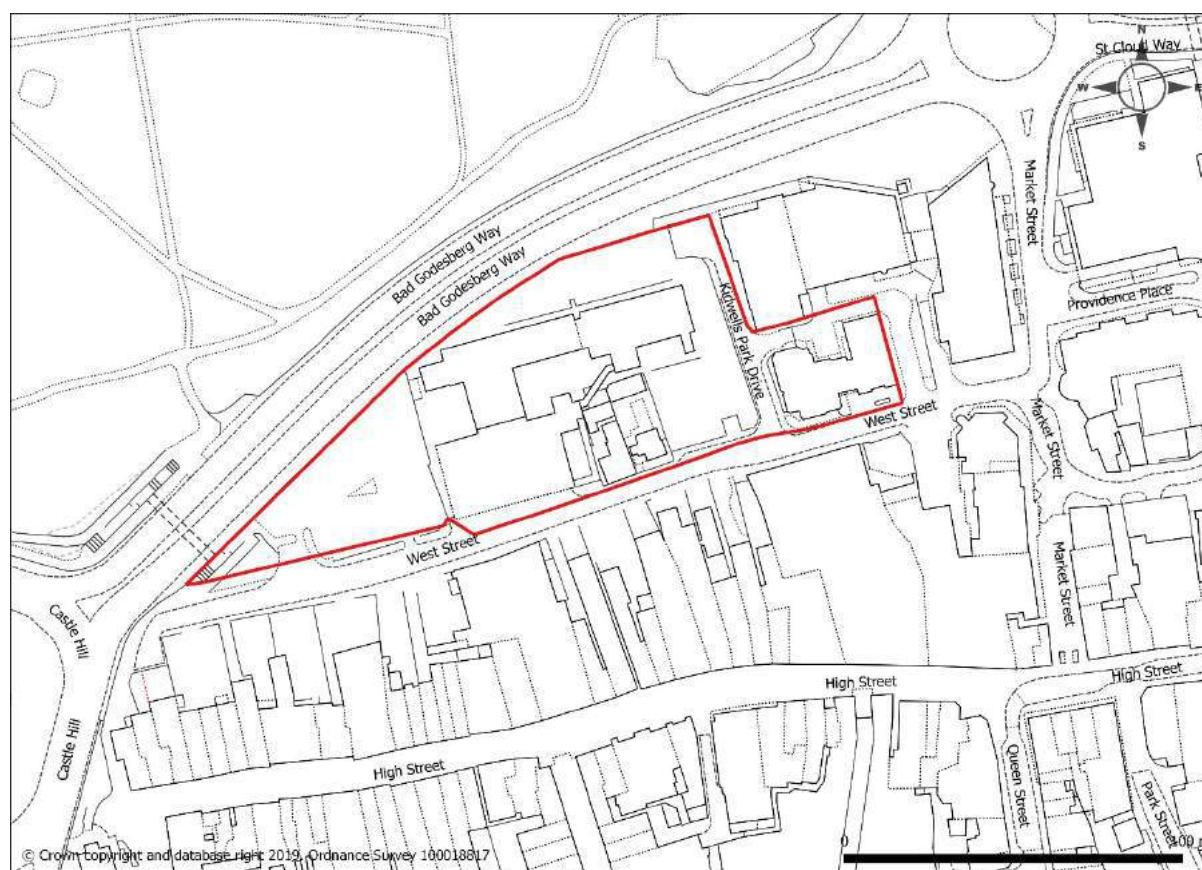 N
St Cloud Way
W
E
S
Bad Godesberg Way
Bad Godesberg Way
Market Street
Kidwells Park Drive
Providence Place
West Street
Market Street
West Street
Castle Hill
Market Street
High Street
High Street
Castle Hill
High Street
Queen Street
Park Street
© Crown copyright and database right 2019. Ordnance Survey 100018817
0